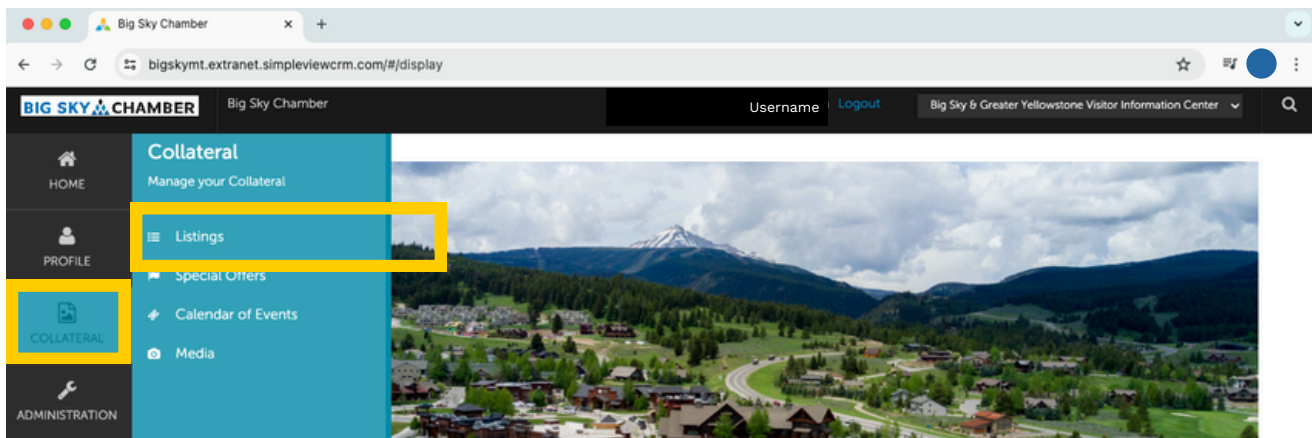 Big Sky Chamber
bigskymt.extranet.simpleviewcrm.com/#/display
BIG SKY CHAMBER
Big Sky Chamber
Username
Logout
Big Sky & Greater Yellowstone Visitor Information Center
HOME
PROFILE
COLLATERAL
ADMINISTRATION
Collateral
Manage your Collateral
Listings
Special Offers
Calendar of Events
Media